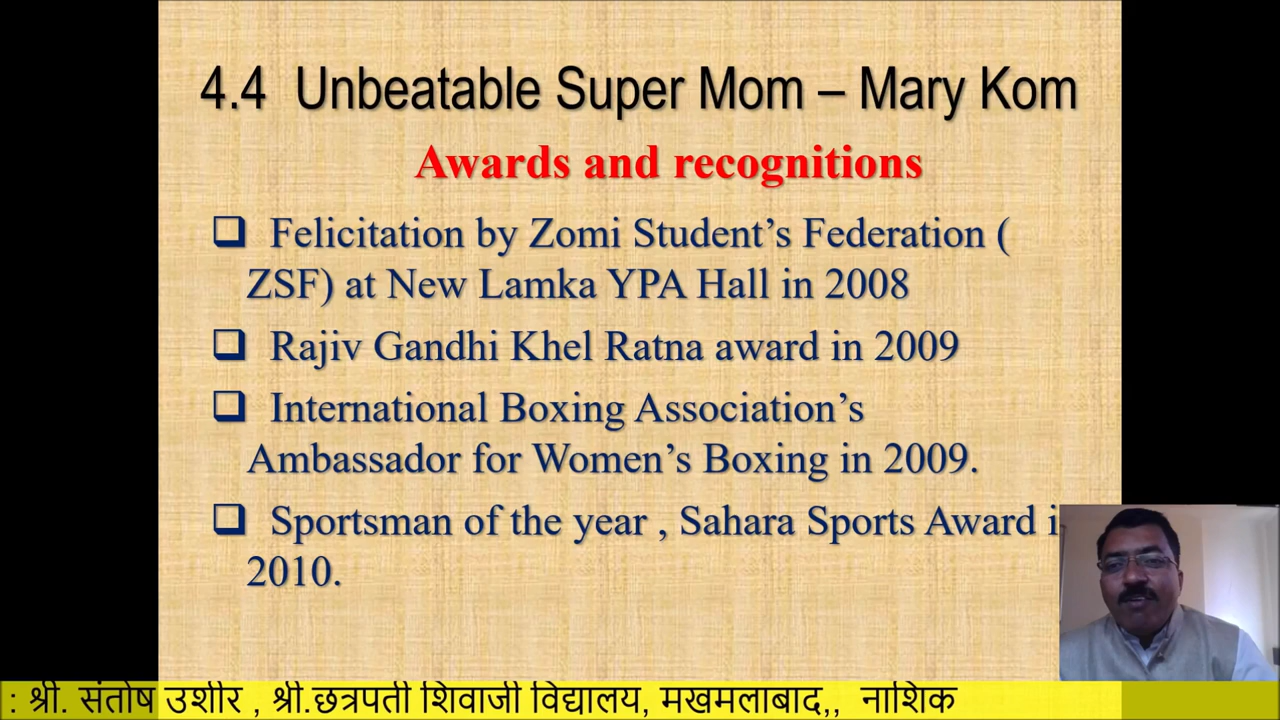 4.4 Unbeatable Super Mom – Mary Kom
Awards and recognitions
❑ Felicitation by Zomi Student’s Federation (
ZSF) at New Lamka YPA Hall in 2008
❑ Rajiv Gandhi Khel Ratna award in 2009
❑ International Boxing Association’s
Ambassador for Women’s Boxing in 2009.
❑ Sportsman of the year , Sahara Sports Award
2010.
: श्री. संतोष उशीर , श्री.छत्रपती शिवाजी विद्यालय, मखमलाबाद,, नाशिक